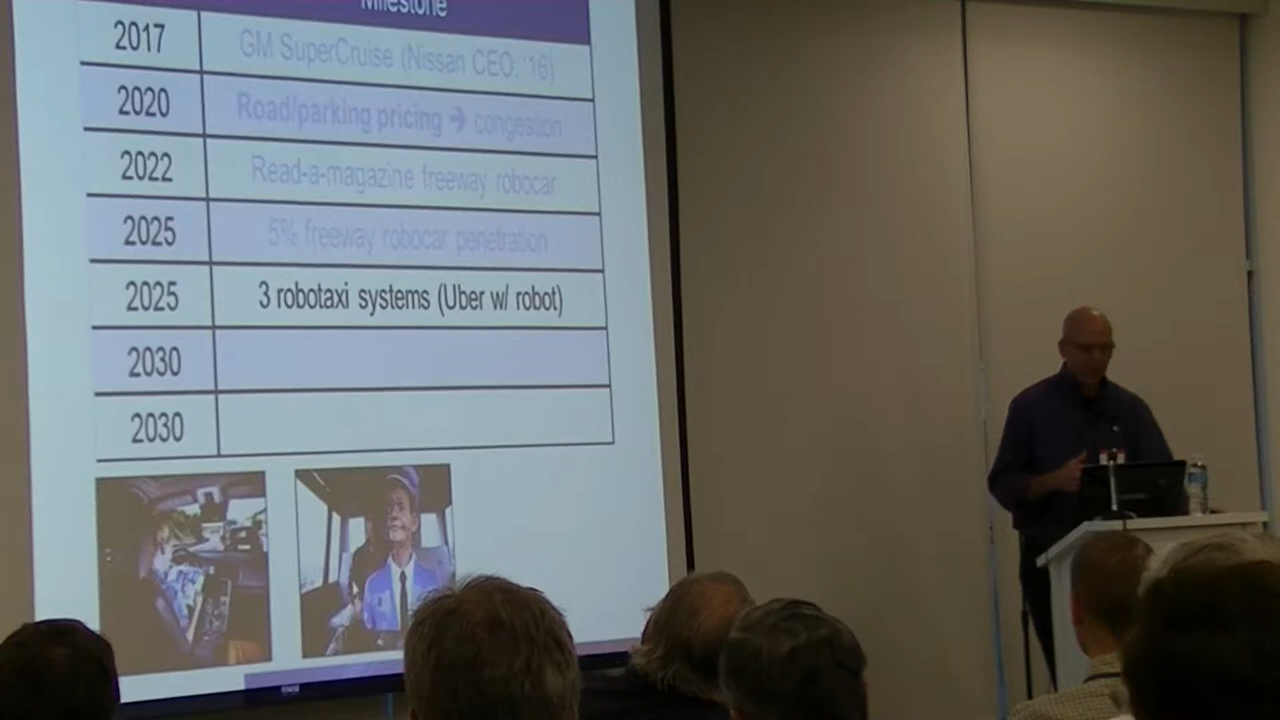 Milestone
2017 GM SuperCruise (Nissan CEO, '16)
2020 Road/parking pricing → congestion
2022 Read-a-magazine freeway robocar
2025 5% freeway robocar penetration
2025 3 robotaxi systems (Uber w/ robot)
2030
2030